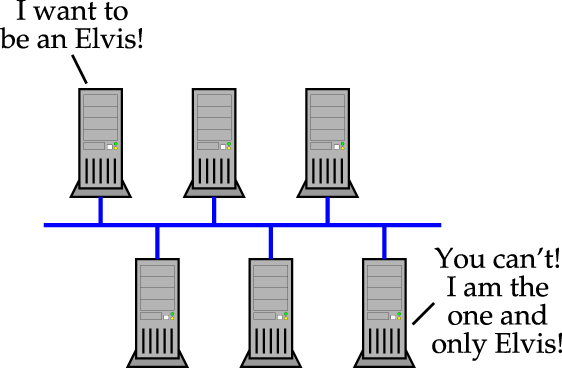 I want to
be an Elvis!
You can't!
I am the
one and
only Elvis!